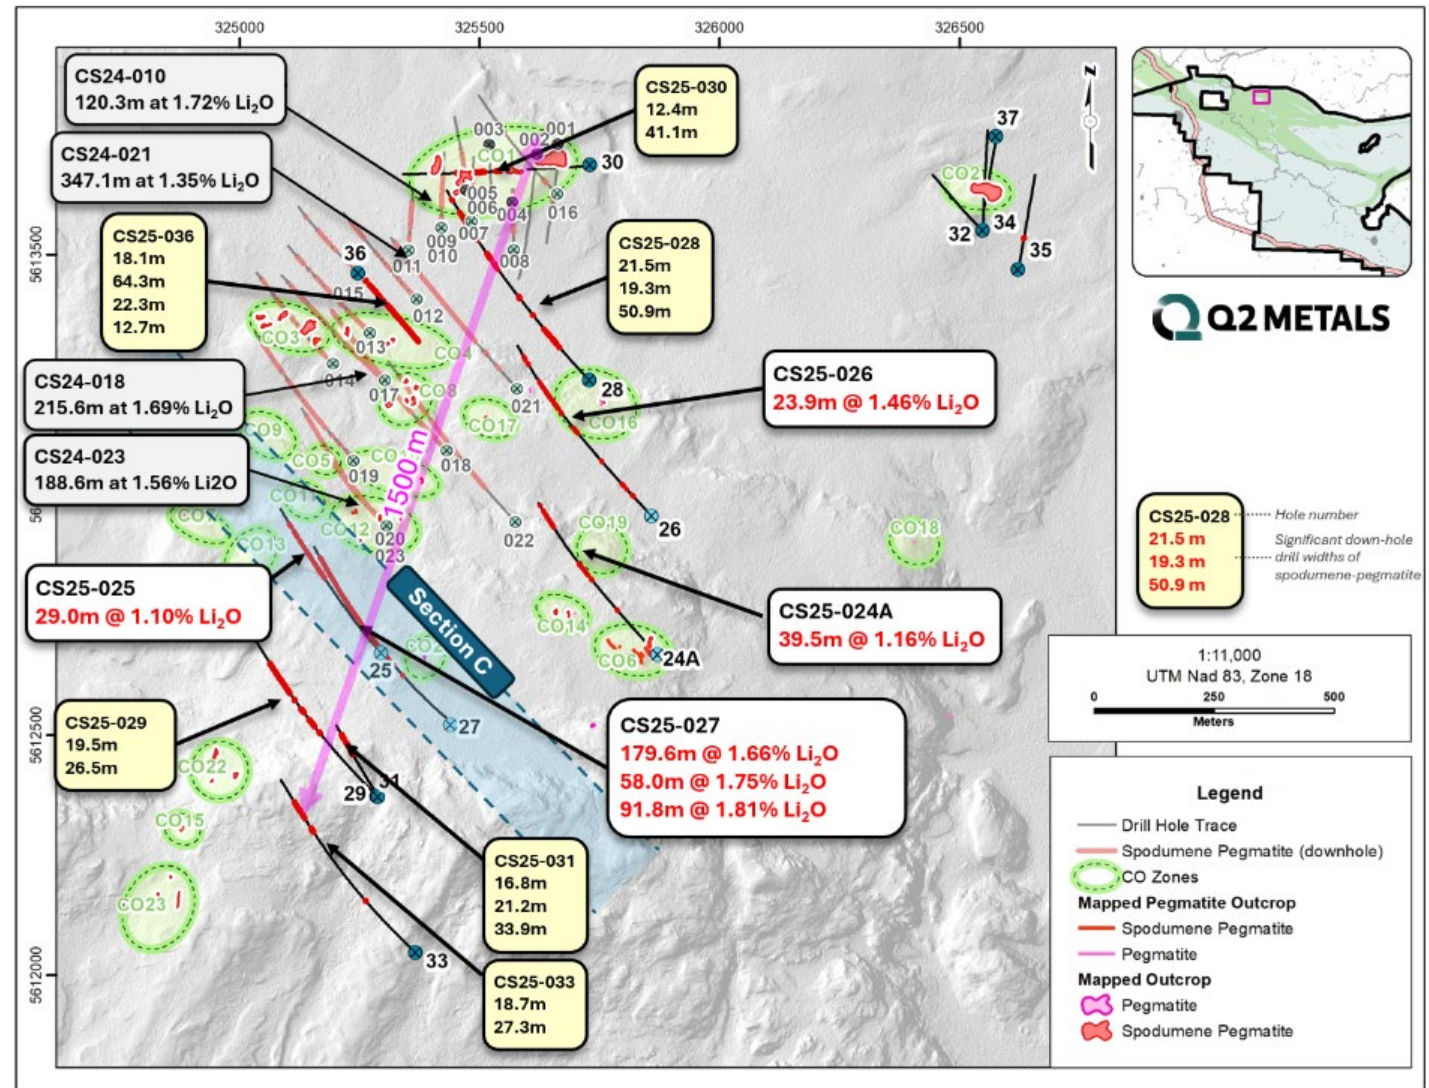 325000
325500
326000
326500
CS24-010
120.3m at 1.72% Li2O
CS24-021
347.1m at 1.35% Li2O
CS25-036
18.1m
64.3m
22.3m
12.7m
CS24-018
215.6m at 1.69% Li2O
CS24-023
188.6m at 1.56% Li2O
CS25-025
29.0m @ 1.10% Li2O
CS25-029
19.5m
26.5m
CS25-030
12.4m
41.1m
CS25-028
21.5m
19.3m
50.9m
CS25-026
23.9m @ 1.46% Li2O
CS25-024A
39.5m @ 1.16% Li2O
CS25-027
179.6m @ 1.66% Li2O
58.0m @ 1.75% Li2O
91.8m @ 1.81% Li2O
CS25-031
16.8m
21.2m
33.9m
CS25-033
18.7m
27.3m
5613500
5612500
5612000
003
001
002
CO1
30
005
006
004
016
009
010
007
008
011
36
015
012
013
CO3
CO4
014
017
CO8
021
28
CO16
CO17
CO9
CO5
019
018
CO11
CO12
020
023
022
CO13
26
CO19
CO18
CO14
CO6
24A
25
27
CO22
CO15
CO23
31
29
33
37
CO21
32
34
35
1500 m
Section C
N
Q2 METALS
CS25-028
21.5 m
19.3 m
50.9 m
Hole number
Significant down-hole
drill widths of
spodumene-pegmatite
1:11,000
UTM Nad 83, Zone 18
0
250
500
Meters
Legend
Drill Hole Trace
Spodumene Pegmatite (downhole)
CO Zones
Mapped Pegmatite Outcrop
Spodumene Pegmatite
Pegmatite
Mapped Outcrop
Pegmatite
Spodumene Pegmatite